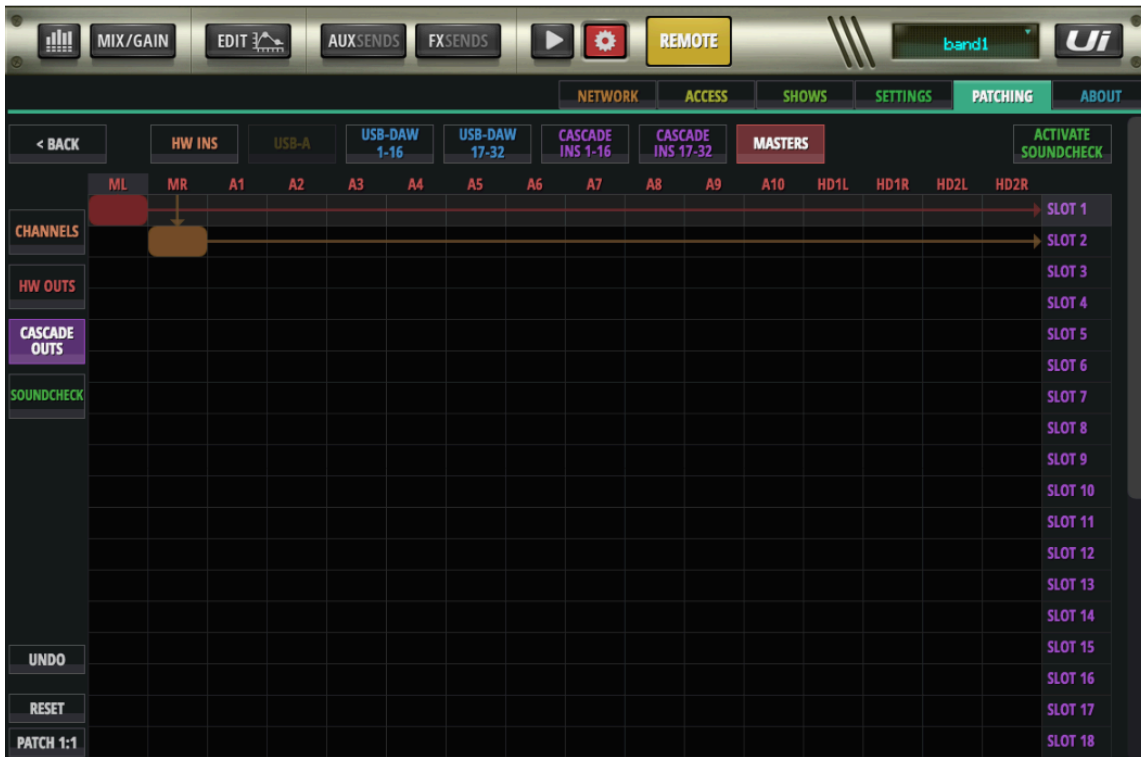 MIX/GAIN EDIT AUXSENDS FXSENDS REMOTE band1 Ui
NETWORK ACCESS SHOWS SETTINGS PATCHING ABOUT
< BACK HW INS USB-A USB-DAW 1-16 USB-DAW 17-32 CASCADE INS 1-16 CASCADE INS 17-32 MASTERS ACTIVATE SOUNDCHECK
ML MR A1 A2 A3 A4 A5 A6 A7 A8 A9 A10 HD1L HD1R HD2L HD2R
SLOT 1
CHANNELS
SLOT 2
SLOT 3
HW OUTS
SLOT 4
CASCADE OUTS
SLOT 5
SLOT 6
SOUNDCHECK
SLOT 7
SLOT 8
SLOT 9
SLOT 10
SLOT 11
SLOT 12
SLOT 13
SLOT 14
UNDO
SLOT 15
SLOT 16
RESET
SLOT 17
PATCH 1:1
SLOT 18